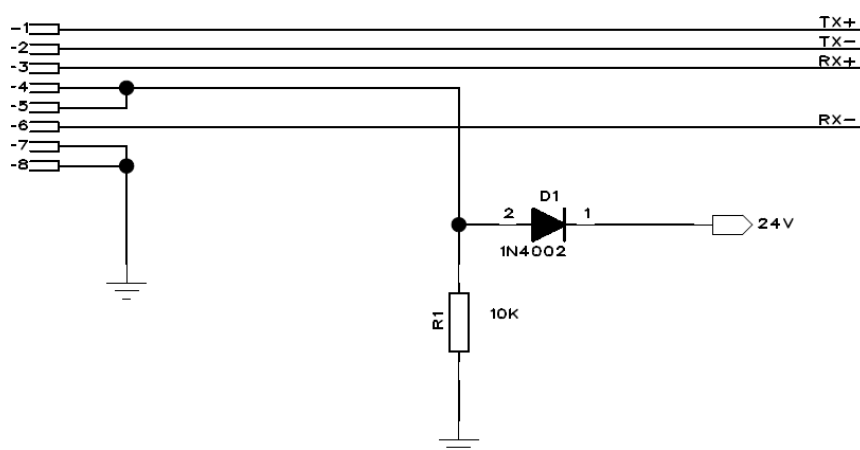 -1
TX+
-2
TX-
-3
RX+
-4
-5
-6
RX-
-7
-8
D1
2
1
24V
1N4002
R1
10K